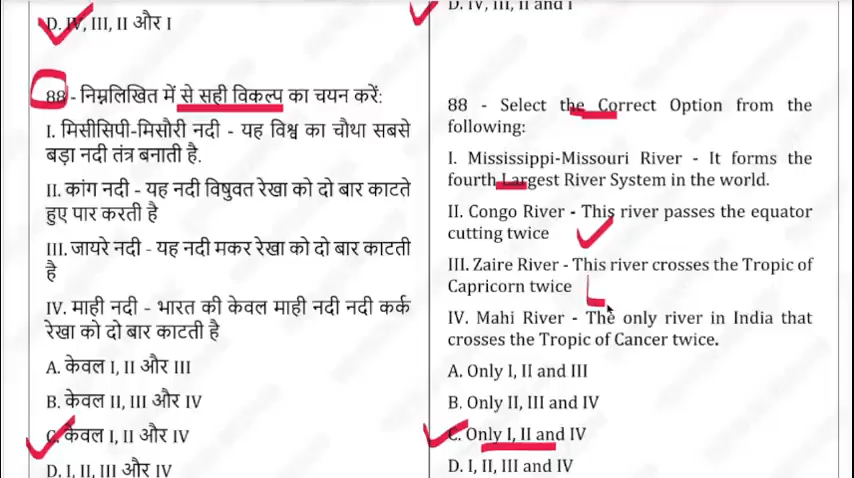 D. IV, III, II और I
88 - निम्नलिखित में से सही विकल्प का चयन करें:
I. मिसीसिपी-मिसौरी नदी - यह विश्व का चौथा सबसे
बड़ा नदी तंत्र बनाती है.
II. कांग नदी - यह नदी विषुवत रेखा को दो बार काटते
हुए पार करती है
III. जायरे नदी - यह नदी मकर रेखा को दो बार काटती
है
IV. माही नदी - भारत की केवल माही नदी नदी कर्क
रेखा को दो बार काटती है
A. केवल I, II और III
B. केवल II, III और IV
C. केवल I, II और IV
D. I, II, III और IV
D. IV, III, II and I
88 - Select the Correct Option from the
following:
I. Mississippi-Missouri River - It forms the
fourth Largest River System in the world.
II. Congo River - This river passes the equator
cutting twice
III. Zaire River - This river crosses the Tropic of
Capricorn twice
IV. Mahi River - The only river in India that
crosses the Tropic of Cancer twice.
A. Only I, II and III
B. Only II, III and IV
C. Only I, II and IV
D. I, II, III and IV